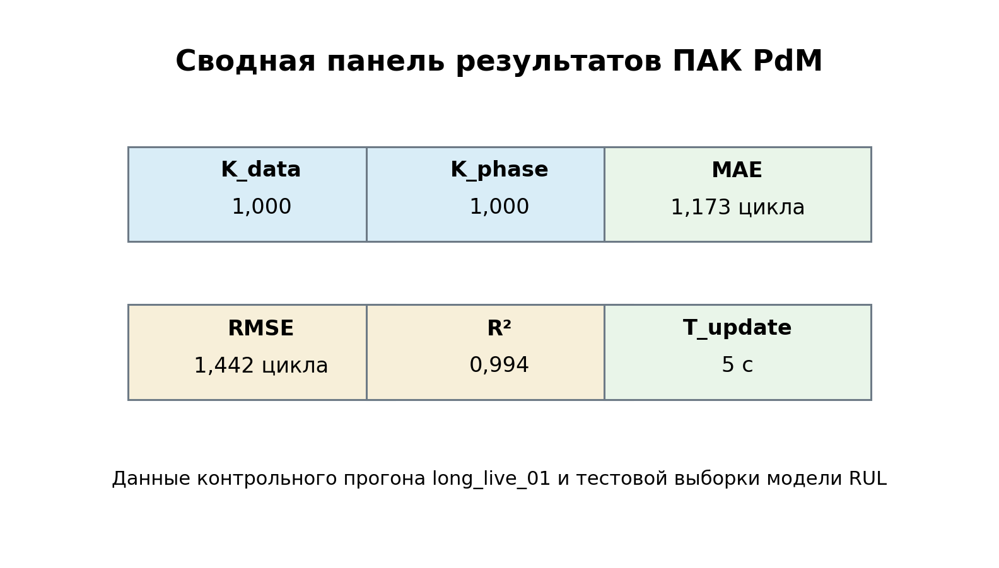 Сводная панель результатов ПАК PdM
K_data K_phase MAE
1,000 1,000 1,173 цикла
RMSE R² T_update
1,442 цикла 0,994 5 с
Данные контрольного прогона long_live_01 и тестовой выборки модели RUL